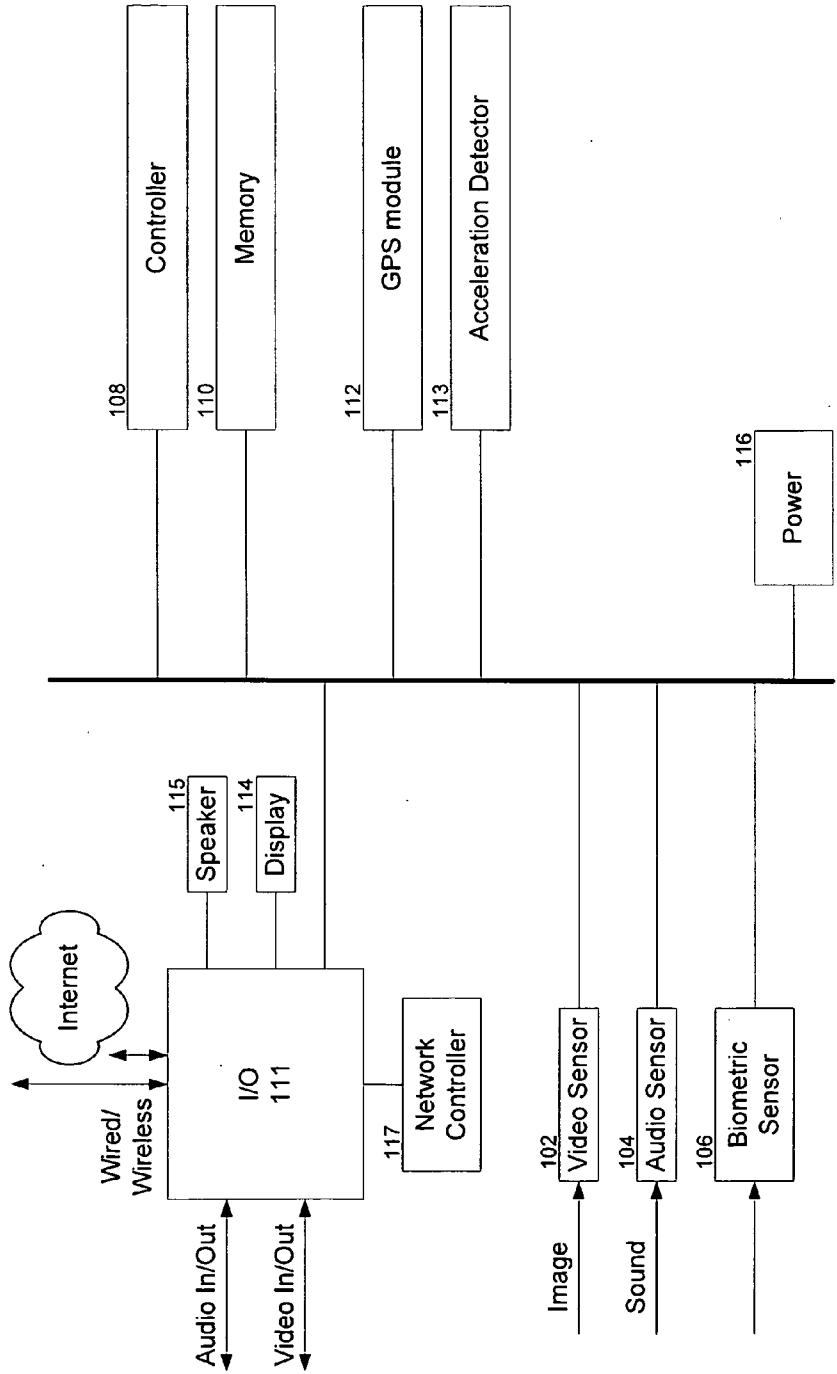 Internet
Wired/
Wireless
Audio In/Out
Video In/Out
I/O
111
115
Speaker
114
Display
117
Network
Controller
108
Controller
110
Memory
112
GPS module
113
Acceleration Detector
Image
102
Video Sensor
Sound
104
Audio Sensor
106
Biometric
Sensor
116
Power